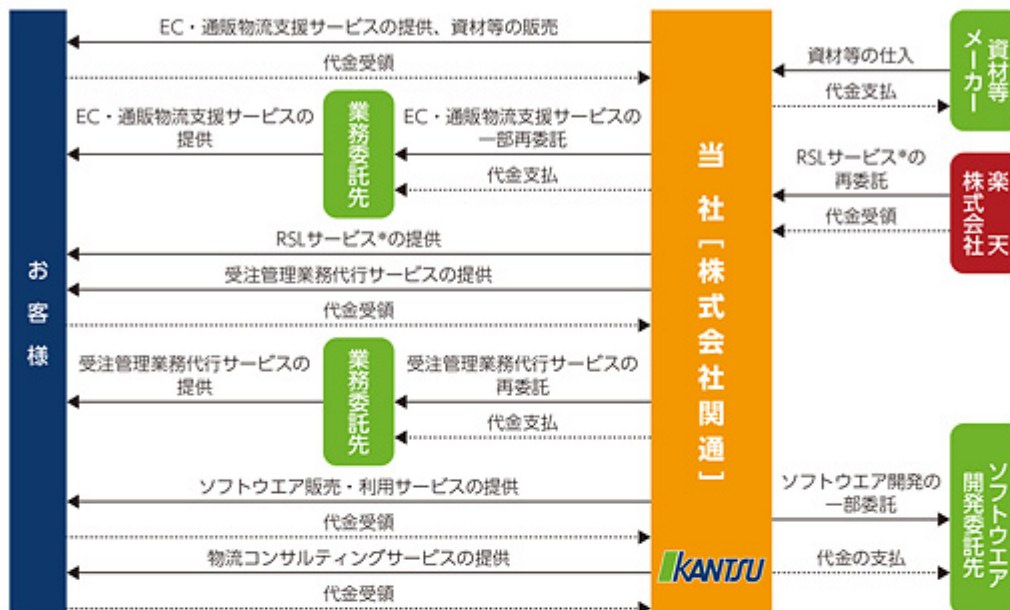 EC・通販物流支援サービスの提供、資材等の販売
代金受領
EC・通販物流支援サービスの
提供
業務委託先
EC・通販物流支援サービスの
一部再委託
代金支払
RSLサービス*の提供
受注管理業務代行サービスの提供
代金受領
受注管理業務代行サービスの
提供
業務委託先
受注管理業務代行サービスの
再委託
代金支払
ソフトウエア販売・利用サービスの提供
代金受領
物流コンサルティングサービスの提供
代金受領
お客様
当社[株式会社関通]
KANTSU
資材等の仕入
代金支払
資材等
メーカー
RSLサービス*の
再委託
代金受領
楽天
株式会社
ソフトウエア開発の
一部委託
代金の支払
ソフトウエア
開発委託先